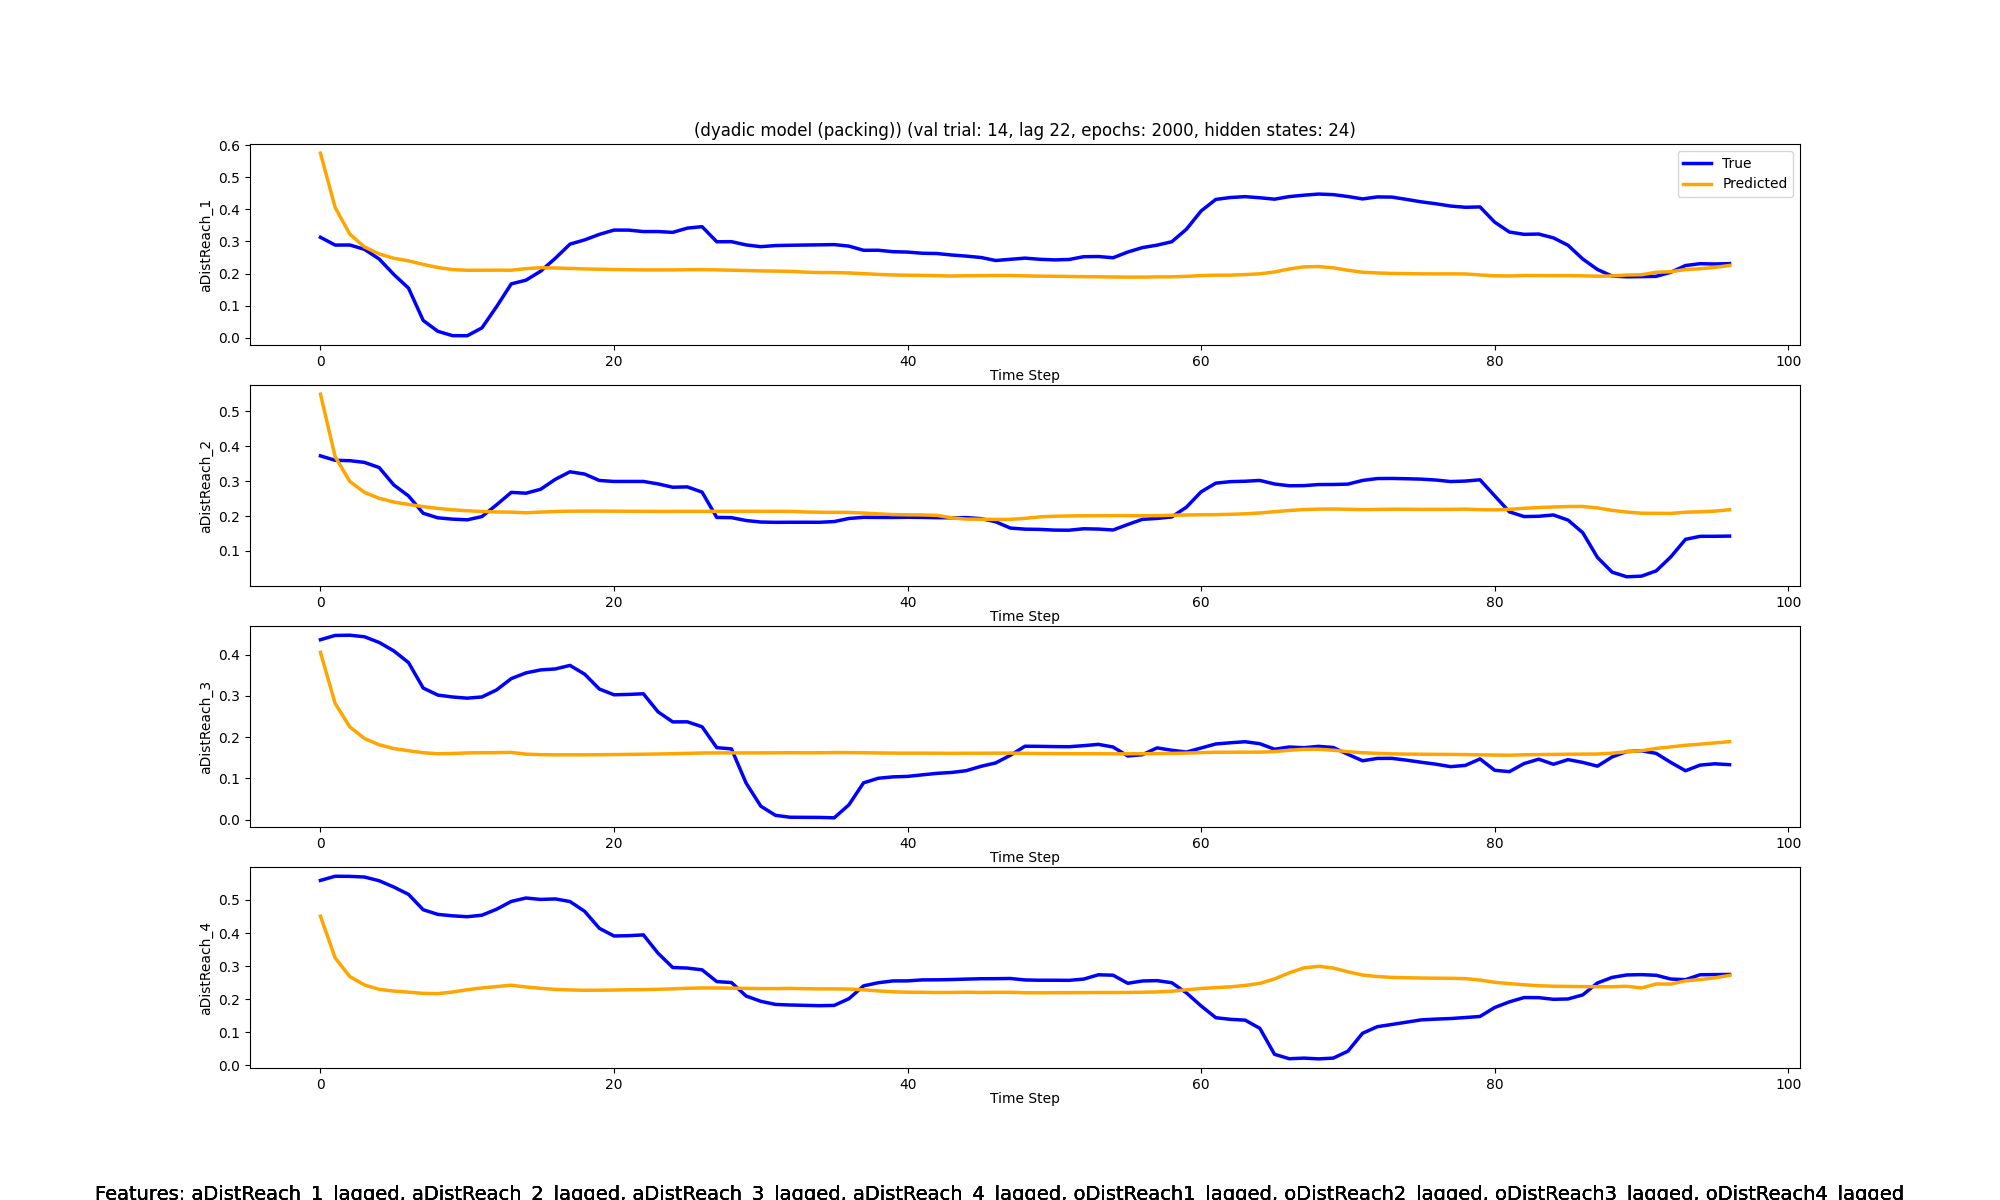 (dyadic model (packing)) (val trial: 14, lag 22, epochs: 2000, hidden states: 24)
0.6
0.5
0.4
0.3
0.2
0.1
0.0
aDistReach_1
True
Predicted
0 20 40 60 80 100
Time Step
0.5
0.4
0.3
0.2
0.1
aDistReach_2
0 20 40 60 80 100
Time Step
0.4
0.3
0.2
0.1
0.0
aDistReach_3
0 20 40 60 80 100
Time Step
0.5
0.4
0.3
0.2
0.1
0.0
aDistReach_4
0 20 40 60 80 100
Time Step
Features: aDistReach_1_lagged, aDistReach_2_lagged, aDistReach_3_lagged, aDistReach_4_lagged, oDistReach1_lagged, oDistReach2_lagged, oDistReach3_lagged, oDistReach4_lagged